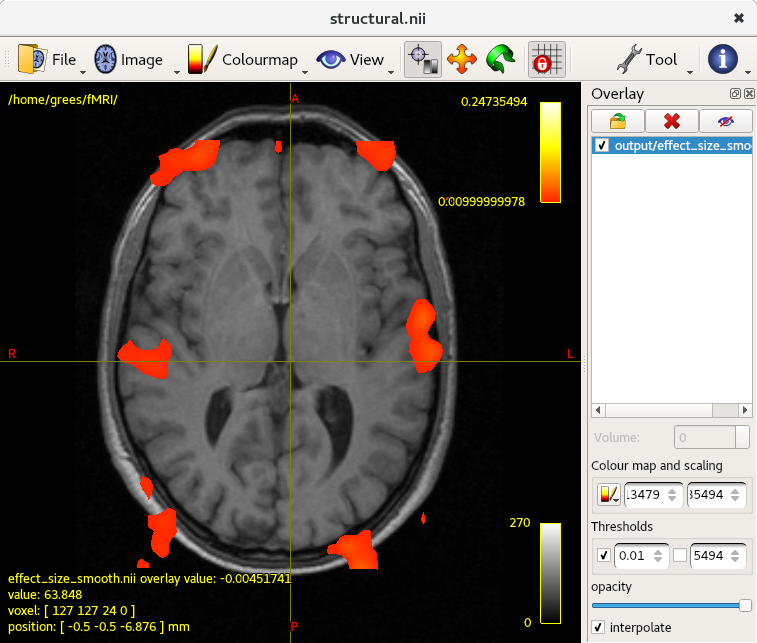 structural.nii
File Image Colourmap View Tool
/home/grees/fMRI/
A
0.24735494
0.00999999978
R
L
270
0
effect_size_smooth.nii overlay value: -0.00451741
value: 63.848
voxel: [ 127 127 24 0 ]
position: [ -0.5 -0.5 -6.876 ] mm
P
Overlay
output/effect_size_smo
Volume: 0
Colour map and scaling
13479 35494
Thresholds
0.01 5494
opacity
interpolate